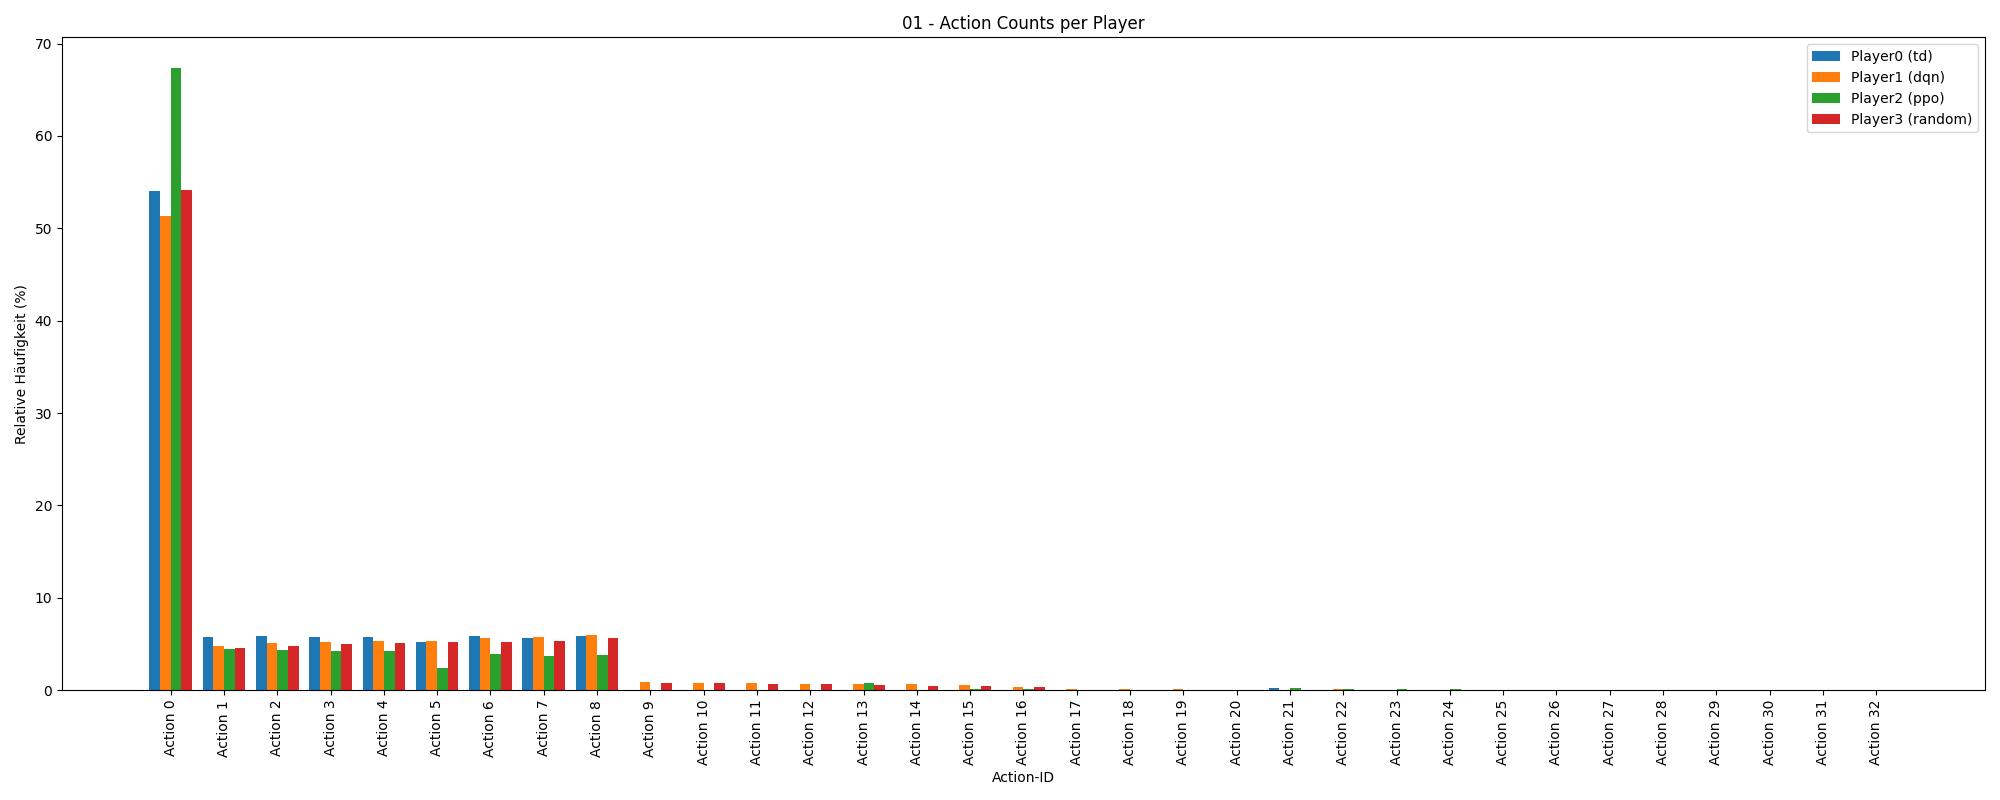 01 - Action Counts per Player
70
60
50
40
30
20
10
0
Relative Häufigkeit (%)
Player0 (td)
Player1 (dqn)
Player2 (ppo)
Player3 (random)
Action 0
Action 1
Action 2
Action 3
Action 4
Action 5
Action 6
Action 7
Action 8
Action 9
Action 10
Action 11
Action 12
Action 13
Action 14
Action 15
Action 16
Action 17
Action 18
Action 19
Action 20
Action 21
Action 22
Action 23
Action 24
Action 25
Action 26
Action 27
Action 28
Action 29
Action 30
Action 31
Action 32
Action-ID